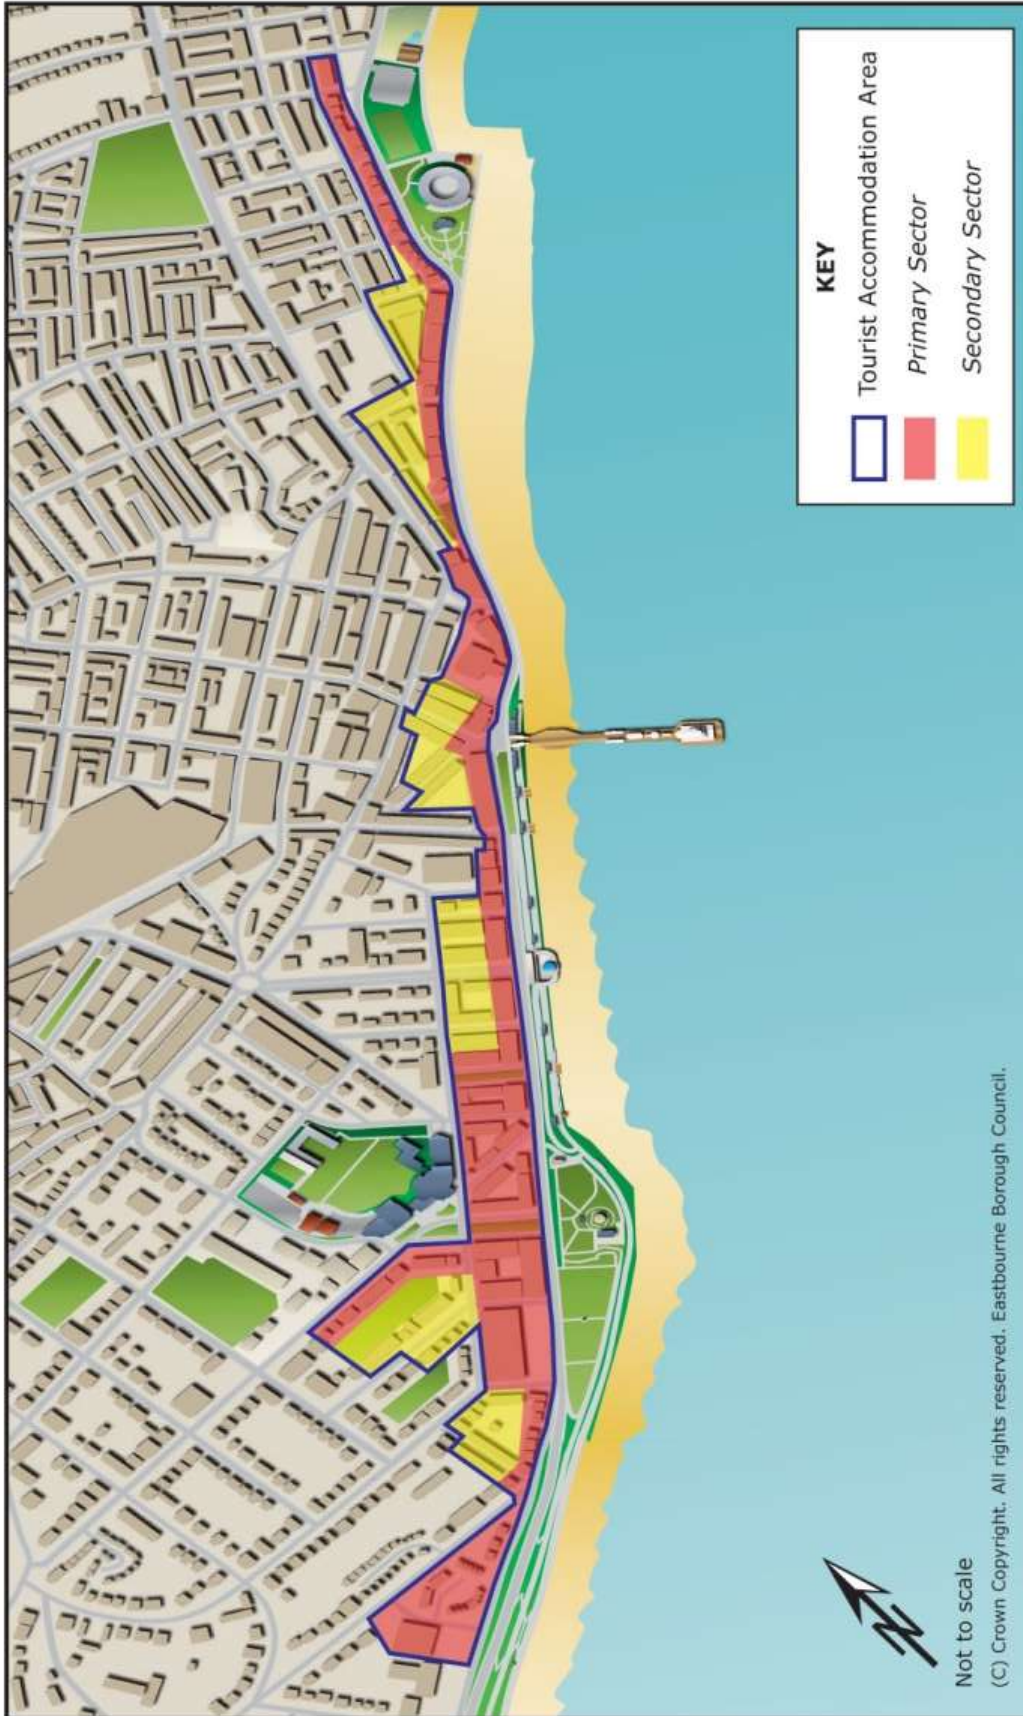 KEY
Tourist Accommodation Area
Primary Sector
Secondary Sector
N
Not to scale
(C) Crown Copyright. All rights reserved. Eastbourne Borough Council.